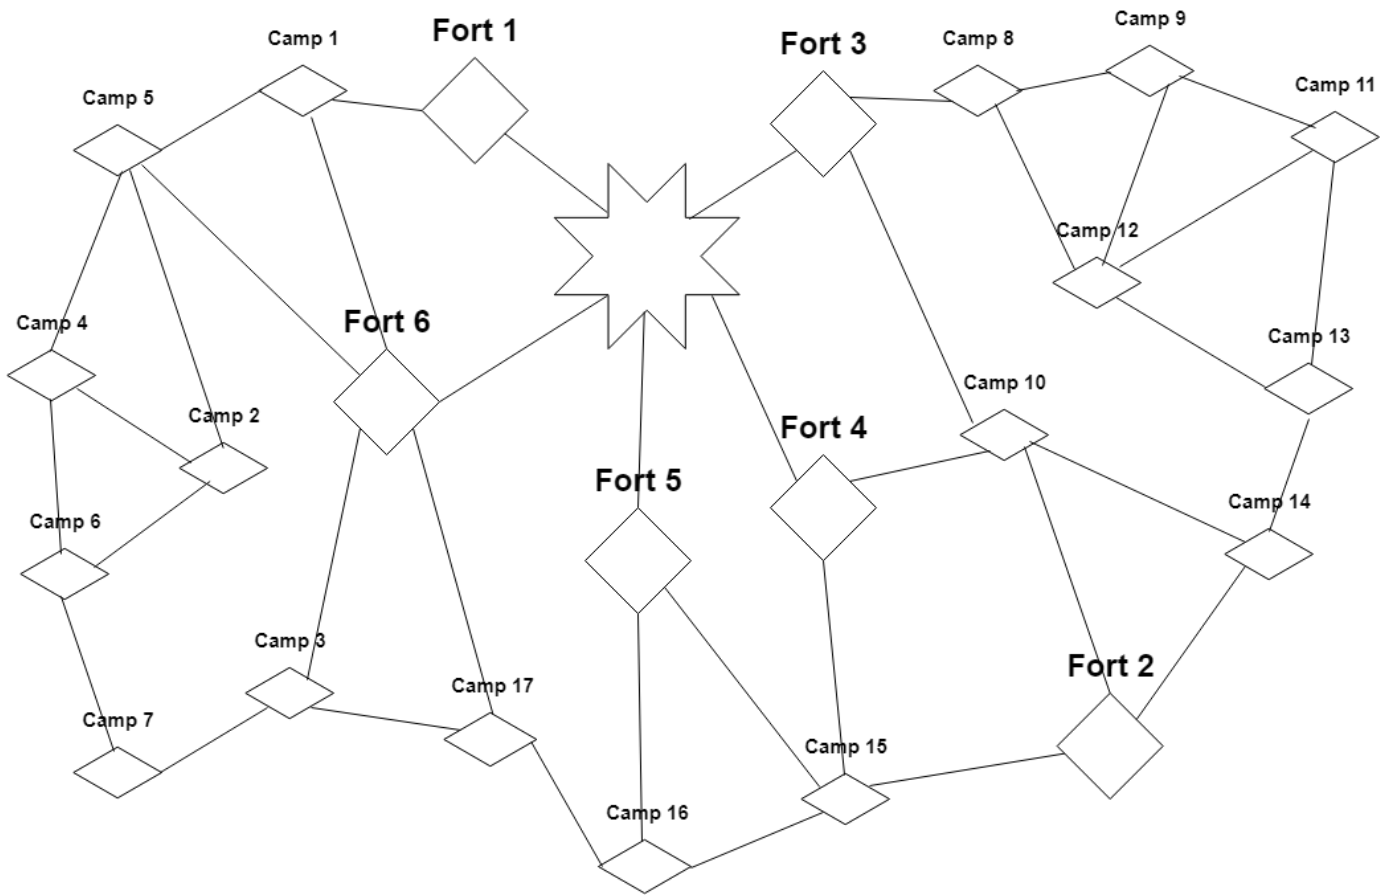 Camp 9
Fort 1
Camp 1
Fort 3
Camp 8
Camp 11
Camp 5
Camp 12
Camp 4
Fort 6
Camp 13
Camp 10
Camp 2
Fort 4
Fort 5
Camp 14
Camp 6
Camp 3
Fort 2
Camp 17
Camp 7
Camp 15
Camp 16